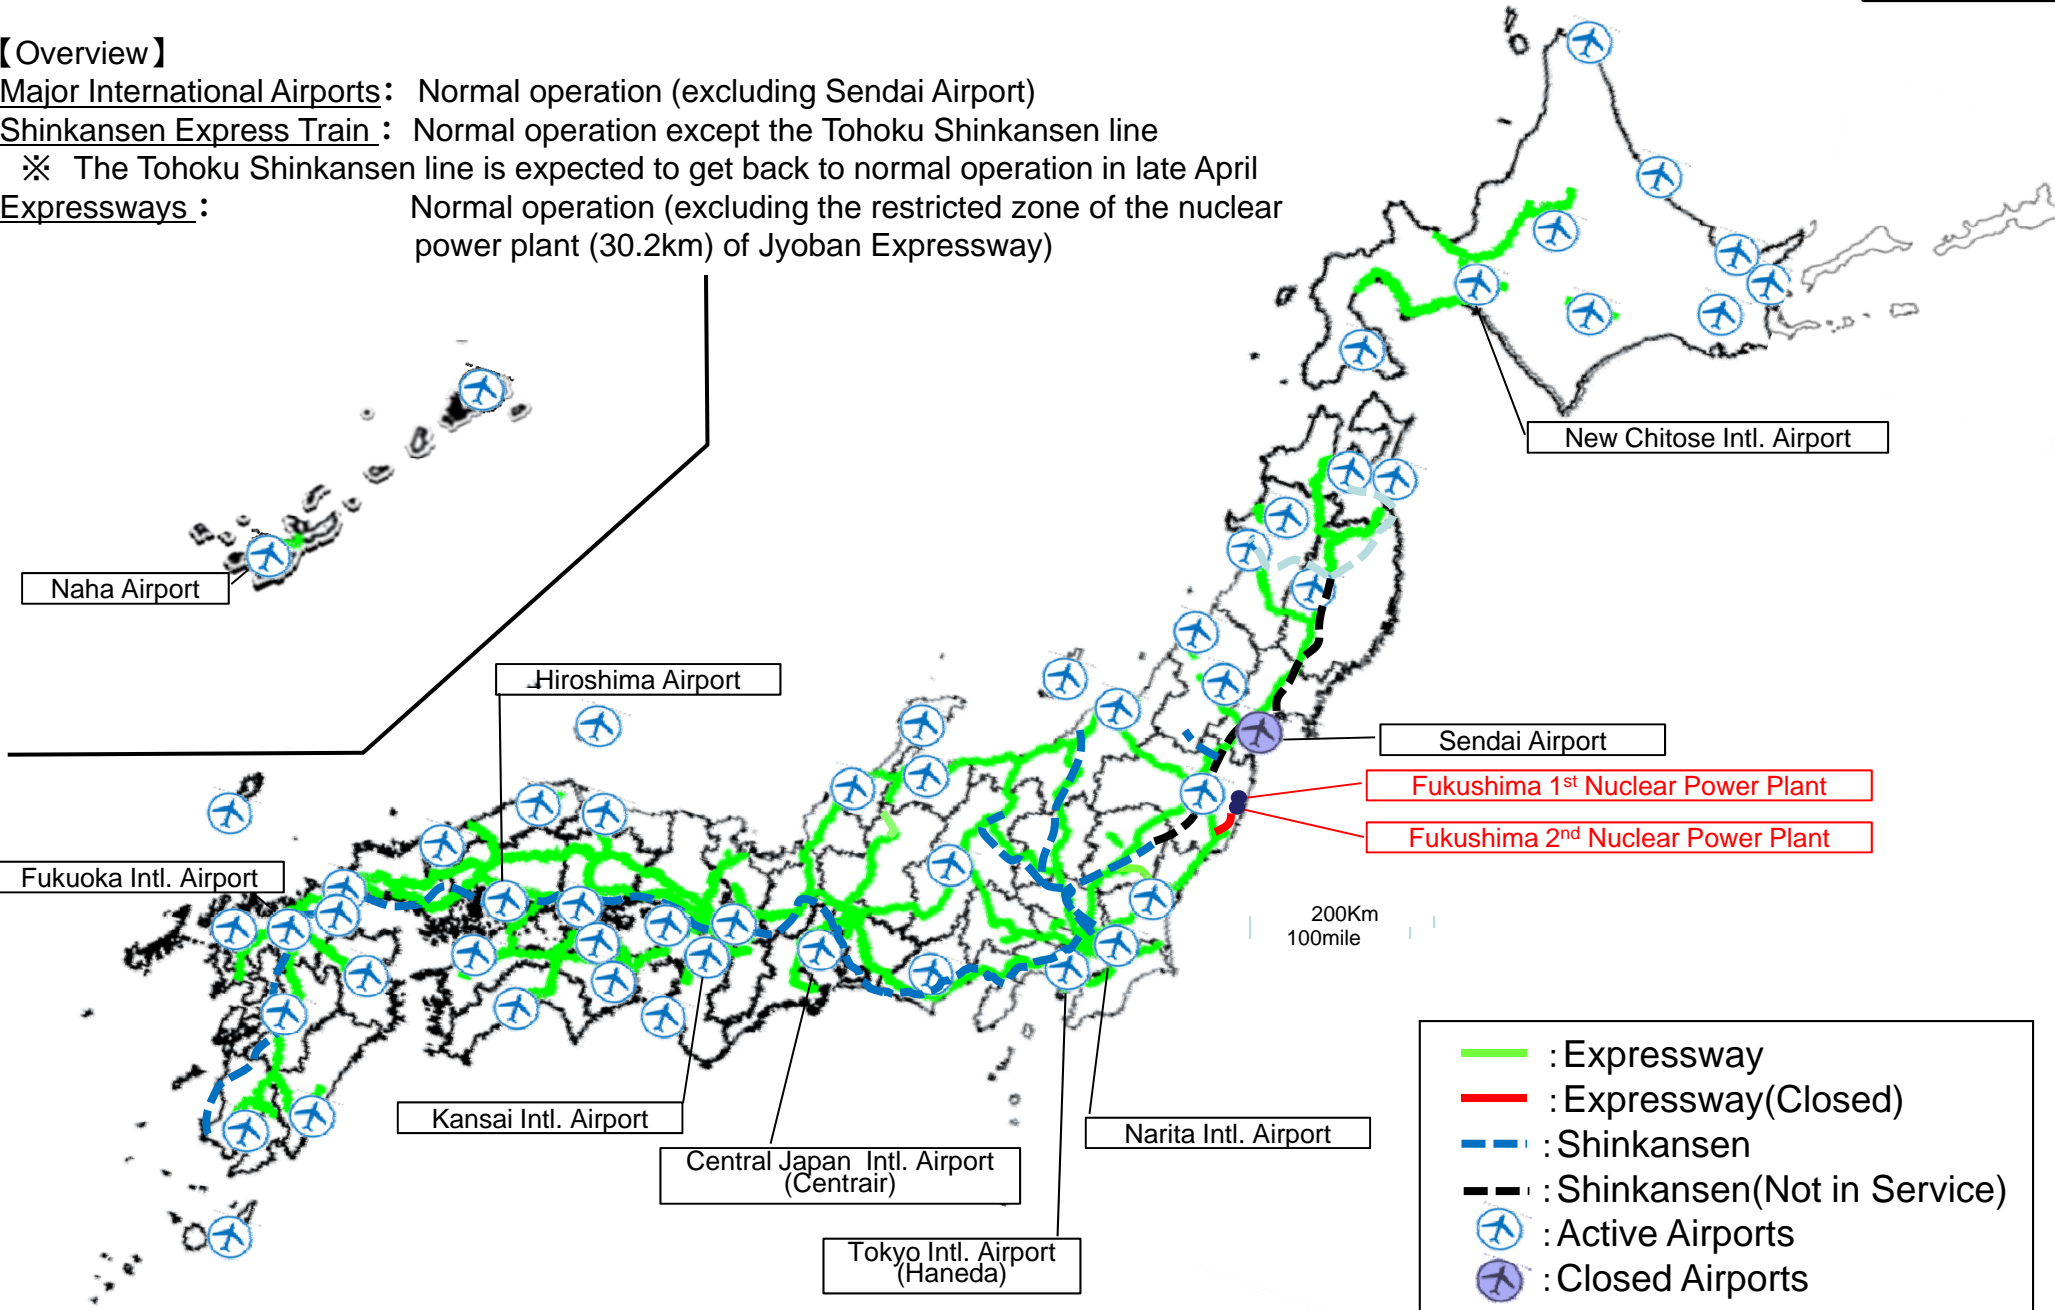 【Overview】
Major International Airports: Normal operation (excluding Sendai Airport)
Shinkansen Express Train : Normal operation except the Tohoku Shinkansen line
※ The Tohoku Shinkansen line is expected to get back to normal operation in late April
Expressways : Normal operation (excluding the restricted zone of the nuclear
power plant (30.2km) of Jyoban Expressway)
New Chitose Intl. Airport
Naha Airport
Hiroshima Airport
Sendai Airport
Fukushima 1st Nuclear Power Plant
Fukushima 2nd Nuclear Power Plant
Fukuoka Intl. Airport
200Km
100mile
Kansai Intl. Airport
Narita Intl. Airport
Central Japan Intl. Airport
(Centrair)
Tokyo Intl. Airport
(Haneda)
: Expressway
: Expressway(Closed)
: Shinkansen
: Shinkansen(Not in Service)
: Active Airports
: Closed Airports